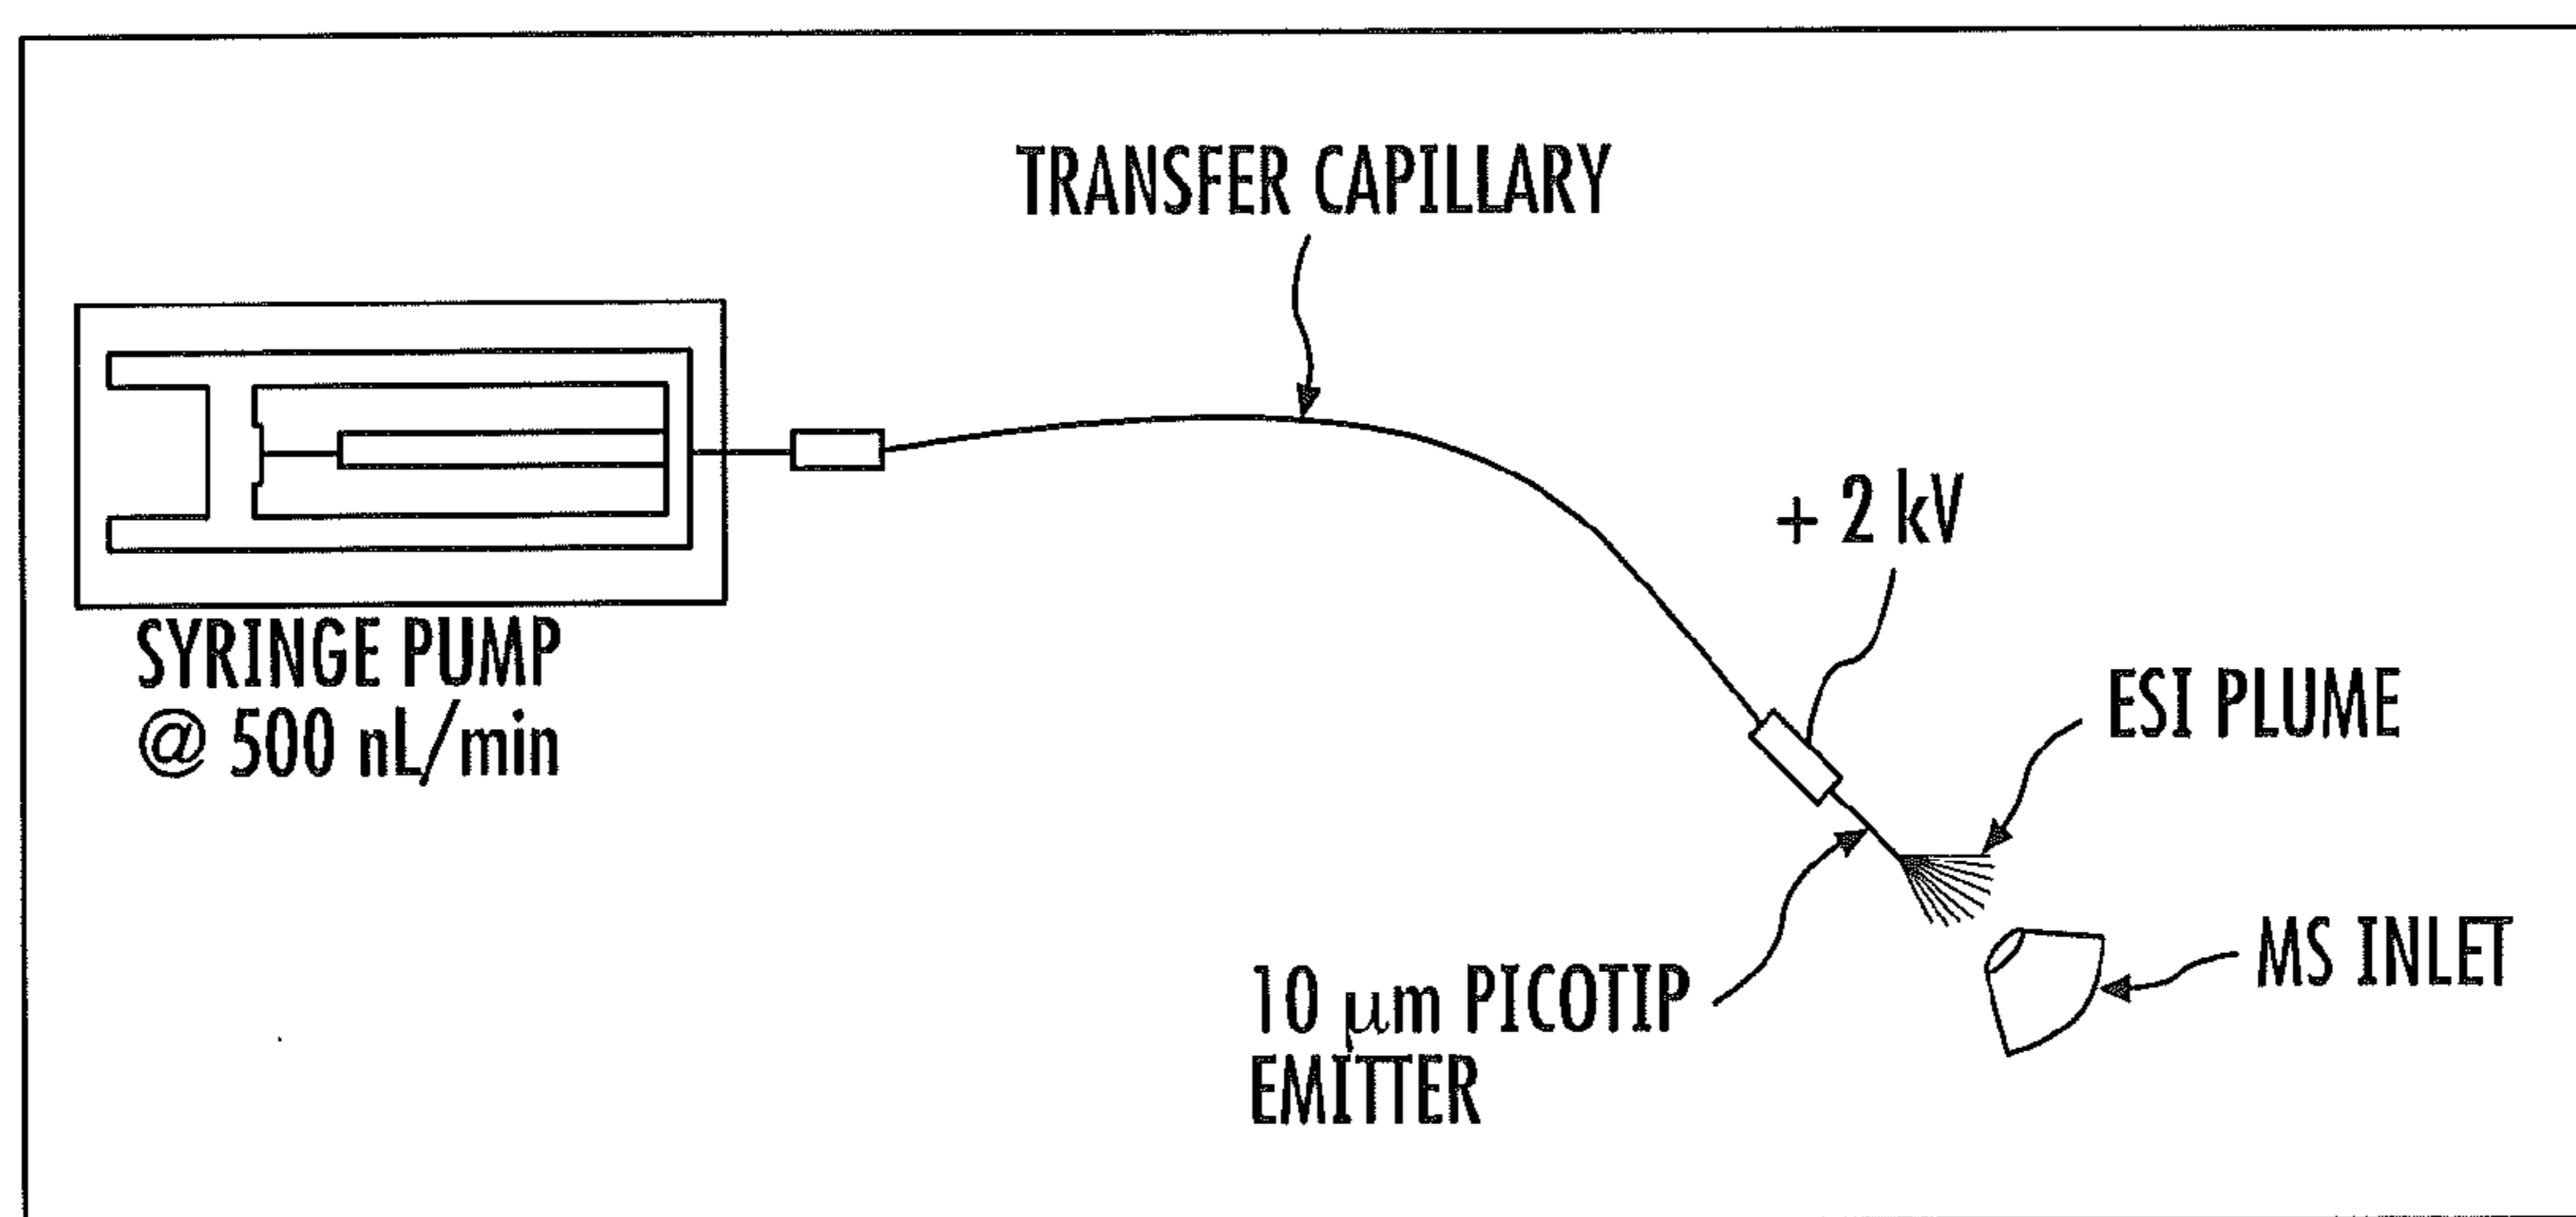 TRANSFER CAPILLARY
+ 2 kV
SYRINGE PUMP
@ 500 nL/min
ESI PLUME
MS INLET
10 μm PICOTIP
EMITTER